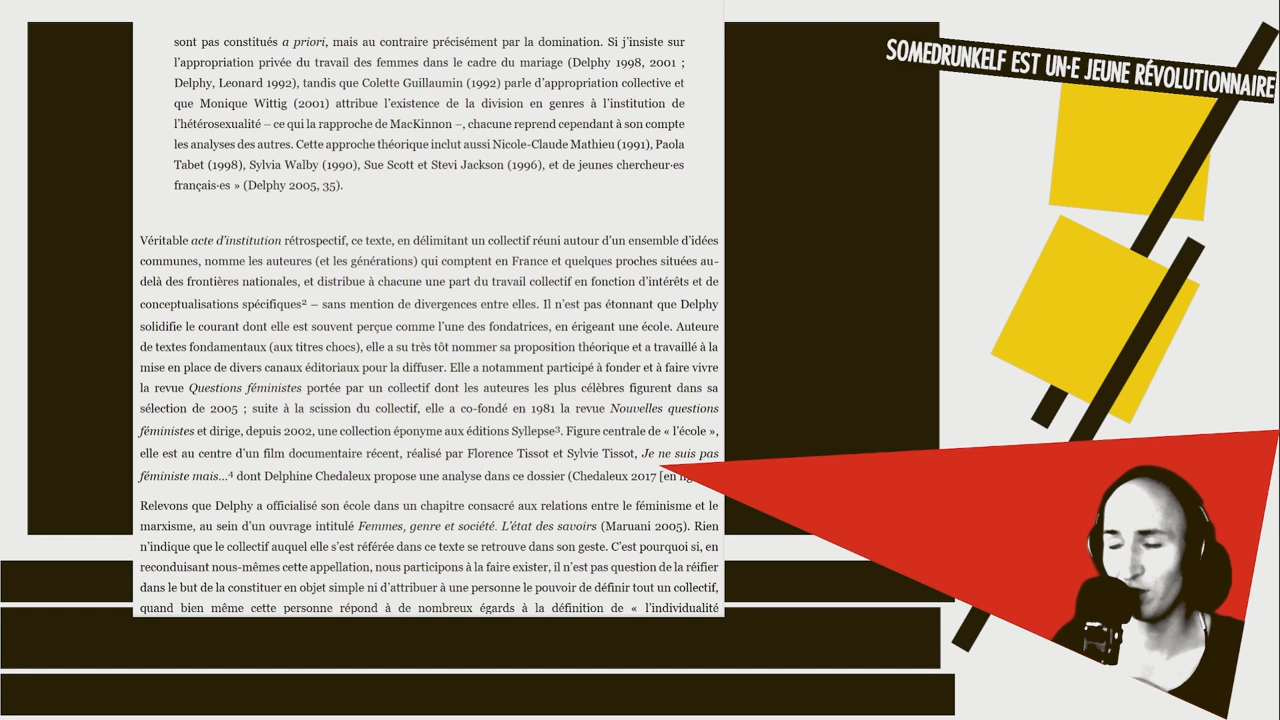 sont pas constitués a priori, mais au contraire précisément par la domination. Si j’insiste sur
l’appropriation privée du travail des femmes dans le cadre du mariage (Delphy 1998, 2001 ;
Delphy, Leonard 1992), tandis que Colette Guillaumin (1992) parle d’appropriation collective et
que Monique Wittig (2001) attribue l’existence de la division en genres à l’institution de
l’hétérosexualité – ce qui la rapproche de MacKinnon –, chacune reprend cependant à son compte
les analyses des autres. Cette approche théorique inclut aussi Nicole-Claude Mathieu (1991), Paola
Tabet (1998), Sylvia Walby (1990), Sue Scott et Stevi Jackson (1996), et de jeunes chercheur·es
français·es » (Delphy 2005, 35).
Véritable acte d’institution rétrospectif, ce texte, en délimitant un collectif réuni autour d’un ensemble d’idées
communes, nomme les auteures (et les générations) qui comptent en France et quelques proches situées au-
delà des frontières nationales, et distribue à chacune une part du travail collectif en fonction d’intérêts et de
conceptualisations spécifiques² – sans mention de divergences entre elles. Il n’est pas étonnant que Delphy
solidifie le courant dont elle est souvent perçue comme l’une des fondatrices, en érigeant une école. Auteure
de textes fondamentaux (aux titres chocs), elle a su très tôt nommer sa proposition théorique et a travaillé à la
mise en place de divers canaux éditoriaux pour la diffuser. Elle a notamment participé à fonder et à faire vivre
la revue Questions féministes portée par un collectif dont les auteures les plus célèbres figurent dans sa
sélection de 2005 ; suite à la scission du collectif, elle a co-fondé en 1981 la revue Nouvelles questions
féministes et dirige, depuis 2002, une collection éponyme aux éditions Syllepse³. Figure centrale de « l’école »,
elle est au centre d’un film documentaire récent, réalisé par Florence Tissot et Sylvie Tissot, Je ne suis pas
féministe mais…⁴ dont Delphine Chedaleux propose une analyse dans ce dossier (Chedaleux 2017 [en
Relevons que Delphy a officialisé son école dans un chapitre consacré aux relations entre le féminisme et le
marxisme, au sein d’un ouvrage intitulé Femmes, genre et société. L’état des savoirs (Maruani 2005). Rien
n’indique que le collectif auquel elle s’est référée dans ce texte se retrouve dans son geste. C’est pourquoi si, en
reconduisant nous-mêmes cette appellation, nous participons à la faire exister, il n’est pas question de la réifier
dans le but de la constituer en objet simple ni d’attribuer à une personne le pouvoir de définir tout un collectif,
quand bien même cette personne répond à de nombreux égards à la définition de « l’individualité
SOMEDRUNKELF EST UN·E JEUNE RÉVOLUTIONNAIRE